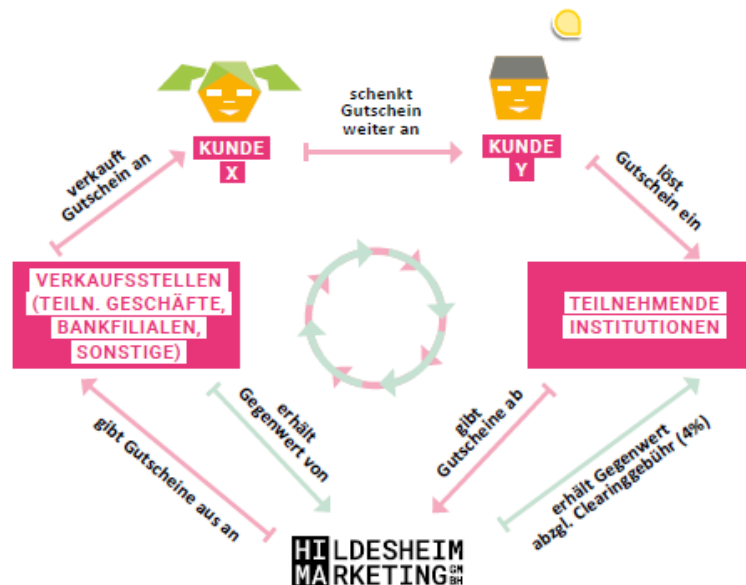 schenkt
Gutschein
weiter an
KUNDE
X
KUNDE
Y
verkauft
Gutschein an
löst
Gutschein ein
VERKAUFSSTELLEN
(TEILN. GESCHÄFTE,
BANKFILIALEN,
SONSTIGE)
TEILNEHMENDE
INSTITUTIONEN
gibt Gutscheine aus an
erhält
Gegenwert von
gibt
Gutscheine ab
erhält Gegenwert
abzgl. Clearinggebühr (4%)
HILDESHEIM
MARKETING GMBH